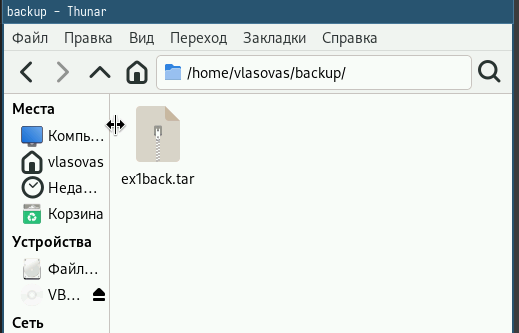 backup – Thunar
Файл Правка Вид Переход Закладки Справка
/home/vlasovas/backup/
Места
Компь...
vlasovas
Неда...
Корзина
Устройства
Файл...
VB...
Сеть
ex1back.tar